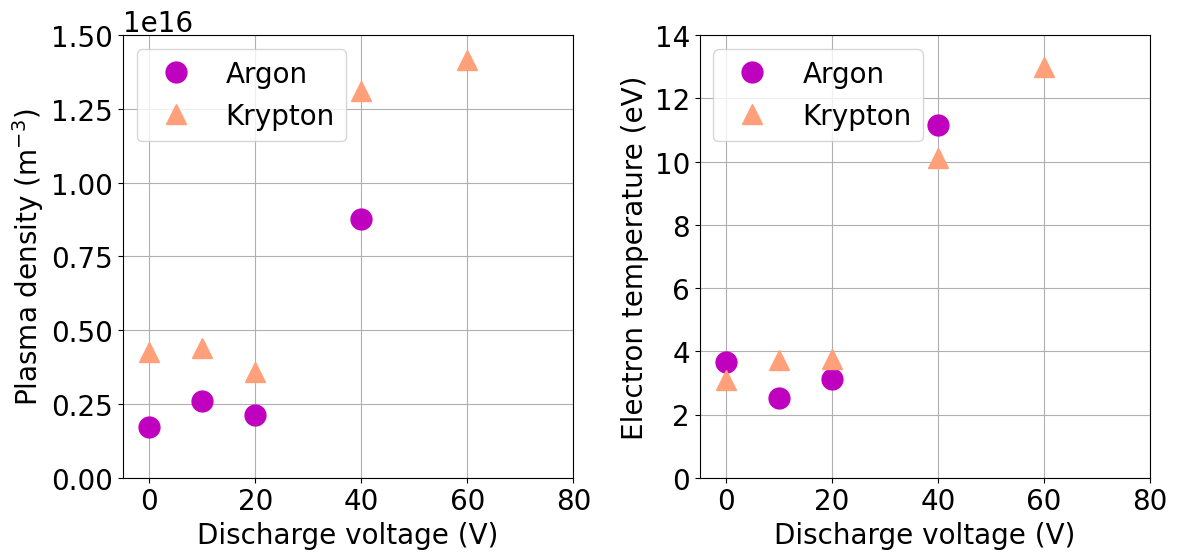 1e16
Plasma density (m⁻³)
1.50
1.25
1.00
0.75
0.50
0.25
0.00
Argon
Krypton
0 20 40 60 80
Discharge voltage (V)
Electron temperature (eV)
14
12
10
8
6
4
2
0
Argon
Krypton
0 20 40 60 80
Discharge voltage (V)